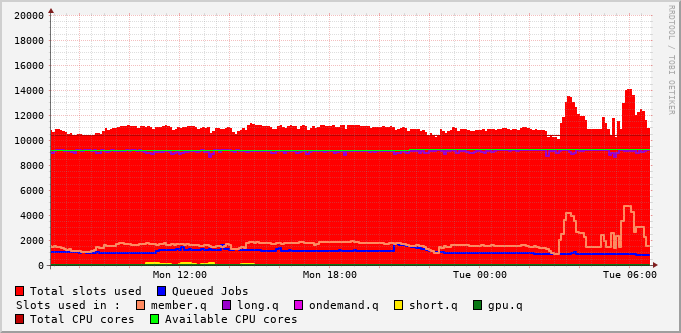 RRDTOOL / TOBI OETIKER
20000
18000
16000
14000
12000
10000
8000
6000
4000
2000
0
Mon 12:00 Mon 18:00 Tue 00:00 Tue 06:00
Total slots used Queued Jobs
Slots used in : member.q long.q ondemand.q short.q gpu.q
Total CPU cores Available CPU cores